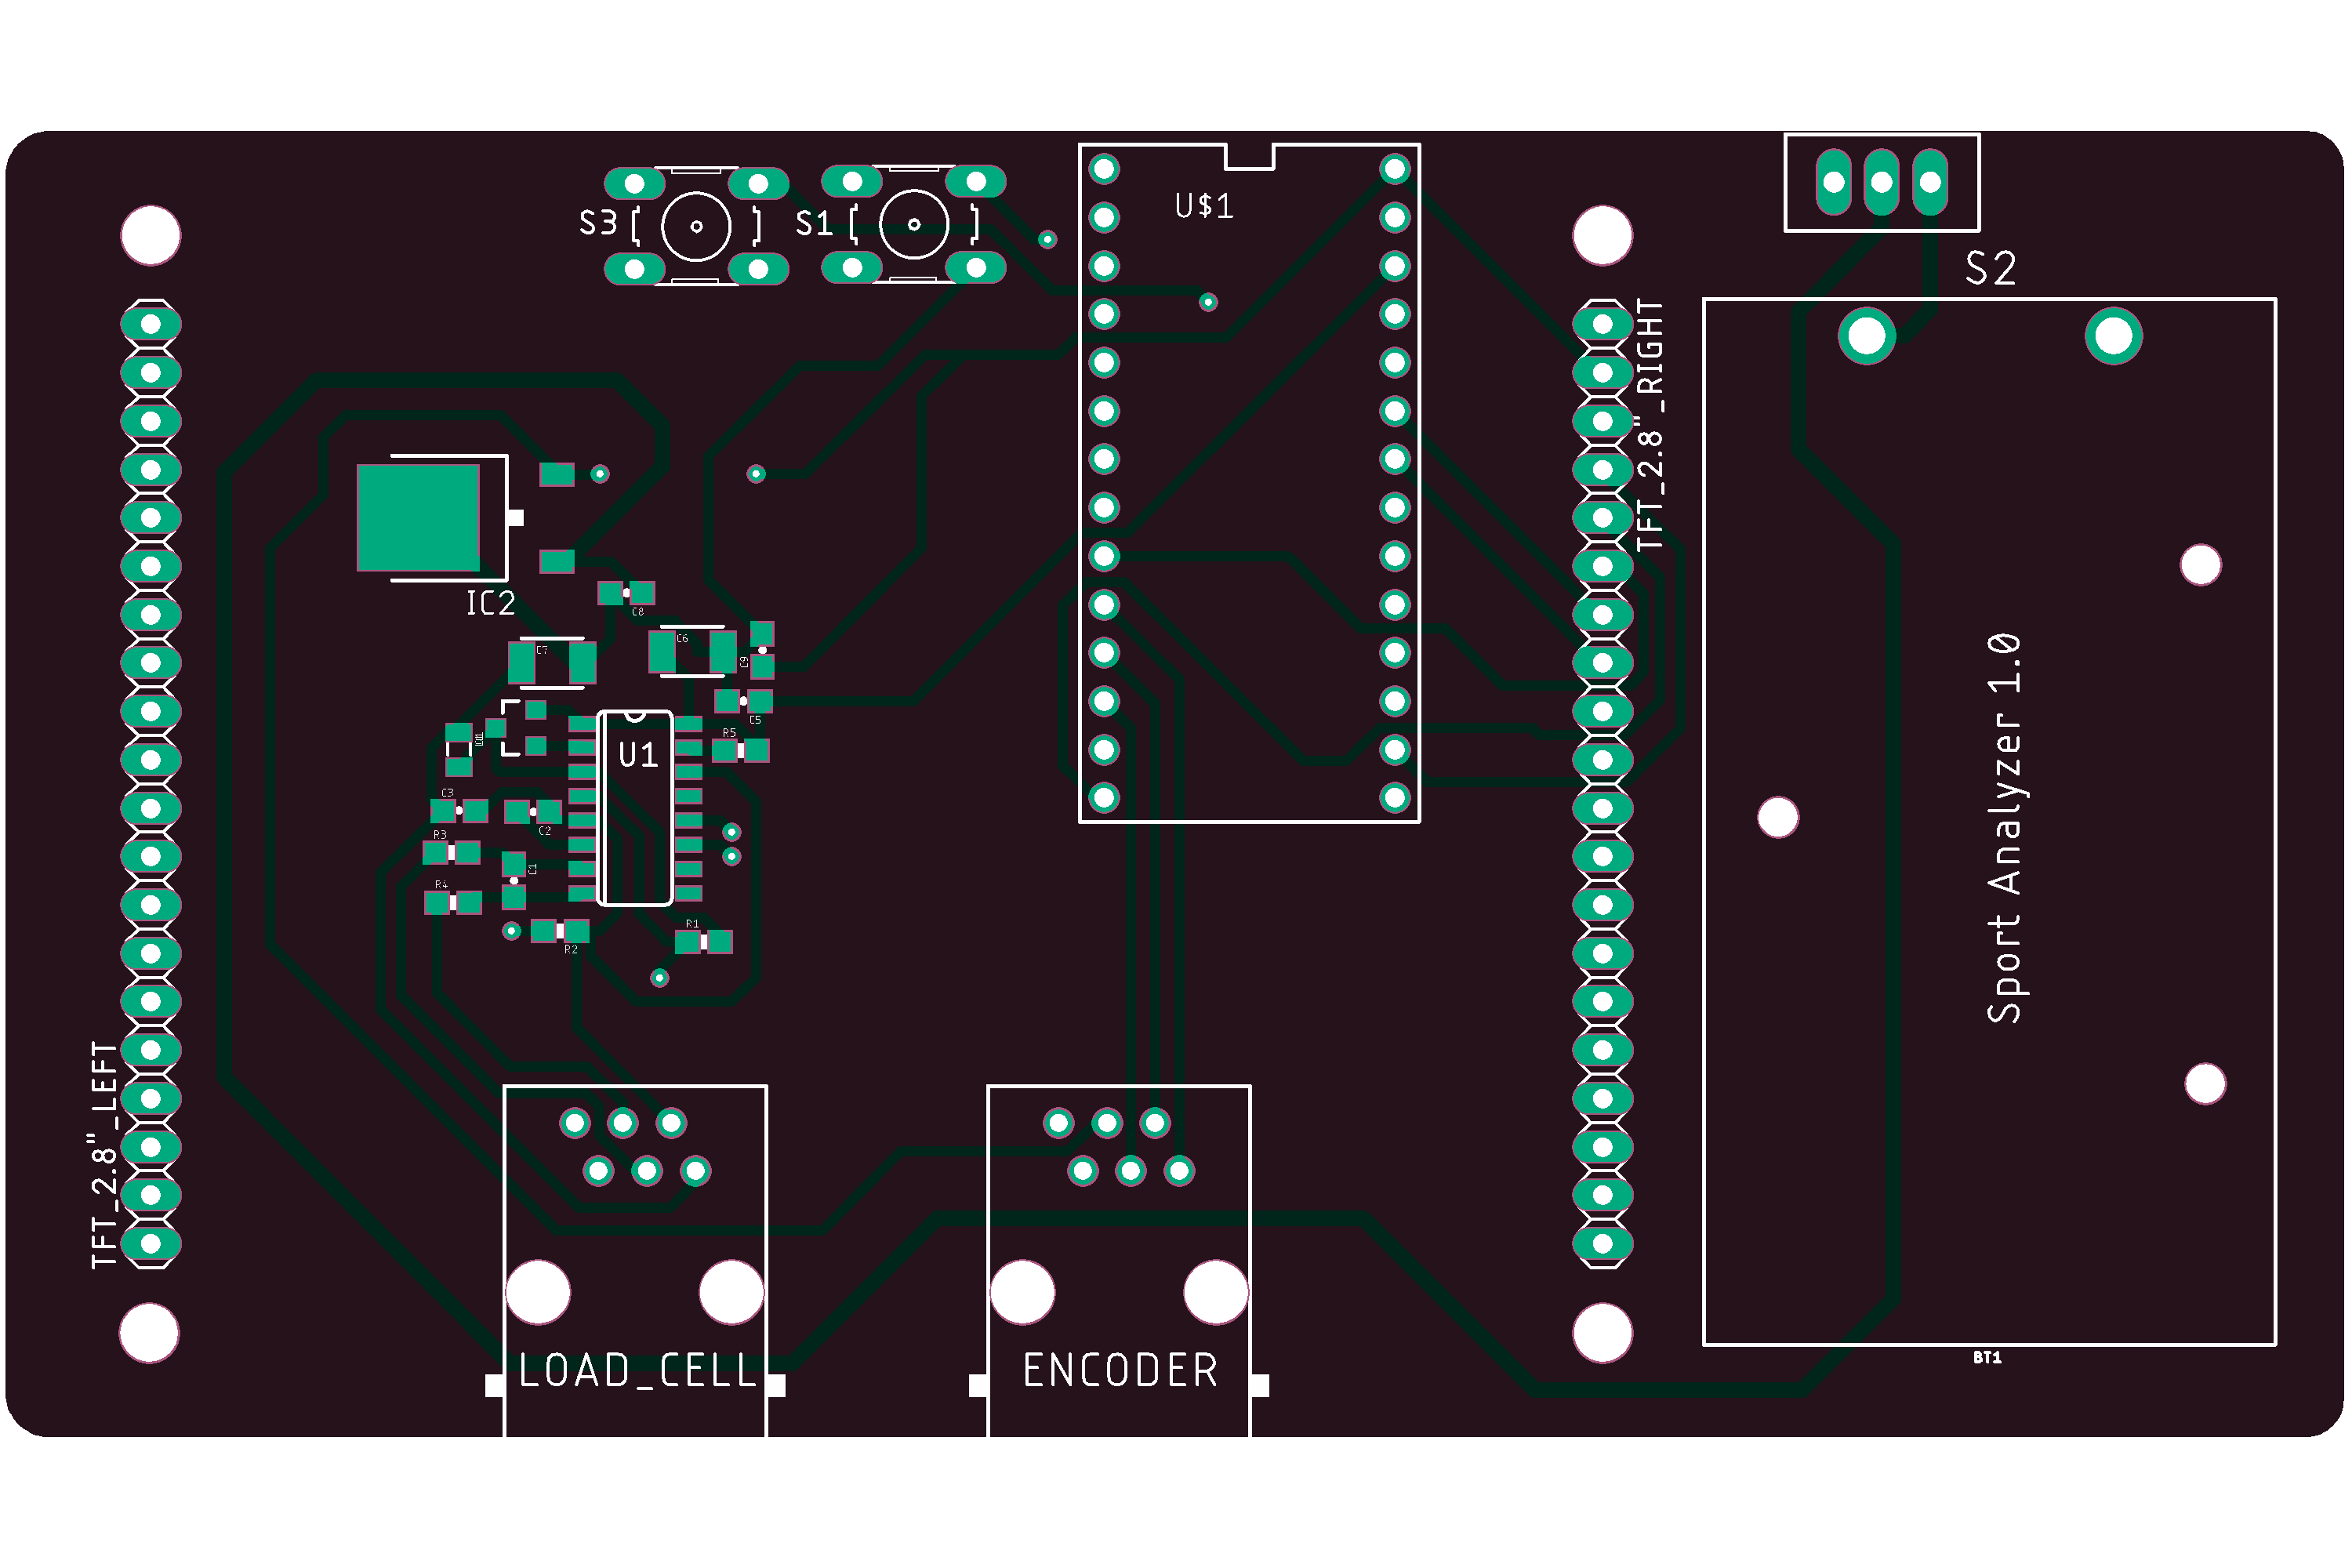 S3
S1
U$1
S2
TFT_2.8"_RIGHT
IC2
C8
C7
C6
C9
C5
R5
U1
Sport Analyzer 1.0
C3
C2
R3
C1
R4
R1
R2
TFT_2.8"_LEFT
LOAD_CELL
ENCODER
BT1